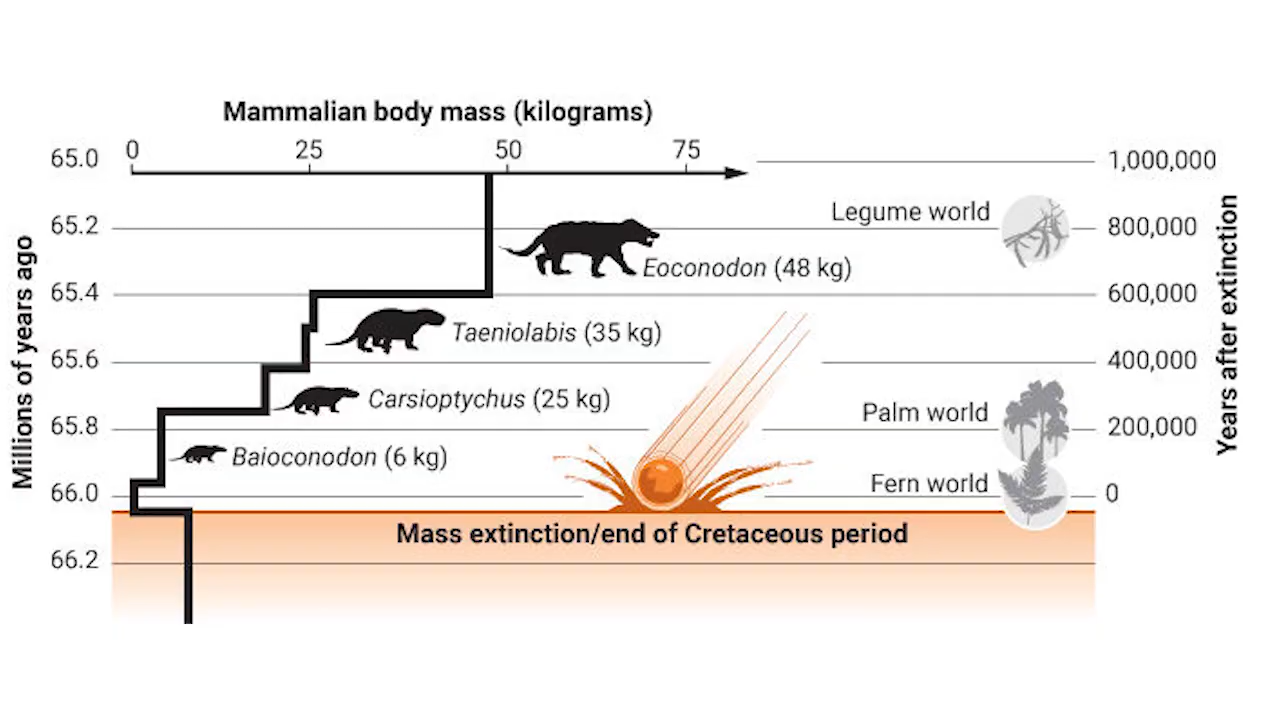 Mammalian body mass (kilograms)
0 25 50 75
65.0 1,000,000
Legume world
65.2 800,000
Eoconodon (48 kg)
65.4 600,000
Taeniolabis (35 kg)
65.6 400,000
Carsioptychus (25 kg)
Palm world
65.8 200,000
Baioconodon (6 kg)
Fern world
66.0 0
Mass extinction/end of Cretaceous period
66.2
Millions of years ago
Years after extinction